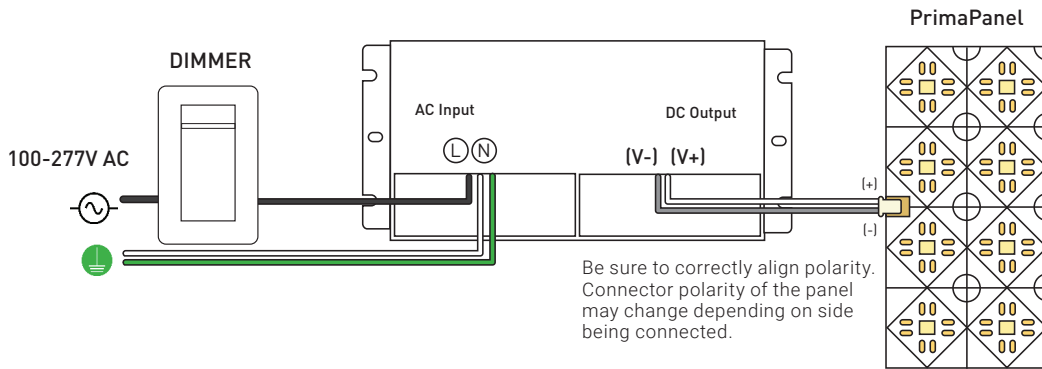 PrimaPanel
DIMMER
AC Input
DC Output
L N
(V-) (V+)
100-277V AC
(+)
(-)
Be sure to correctly align polarity.
Connector polarity of the panel
may change depending on side
being connected.